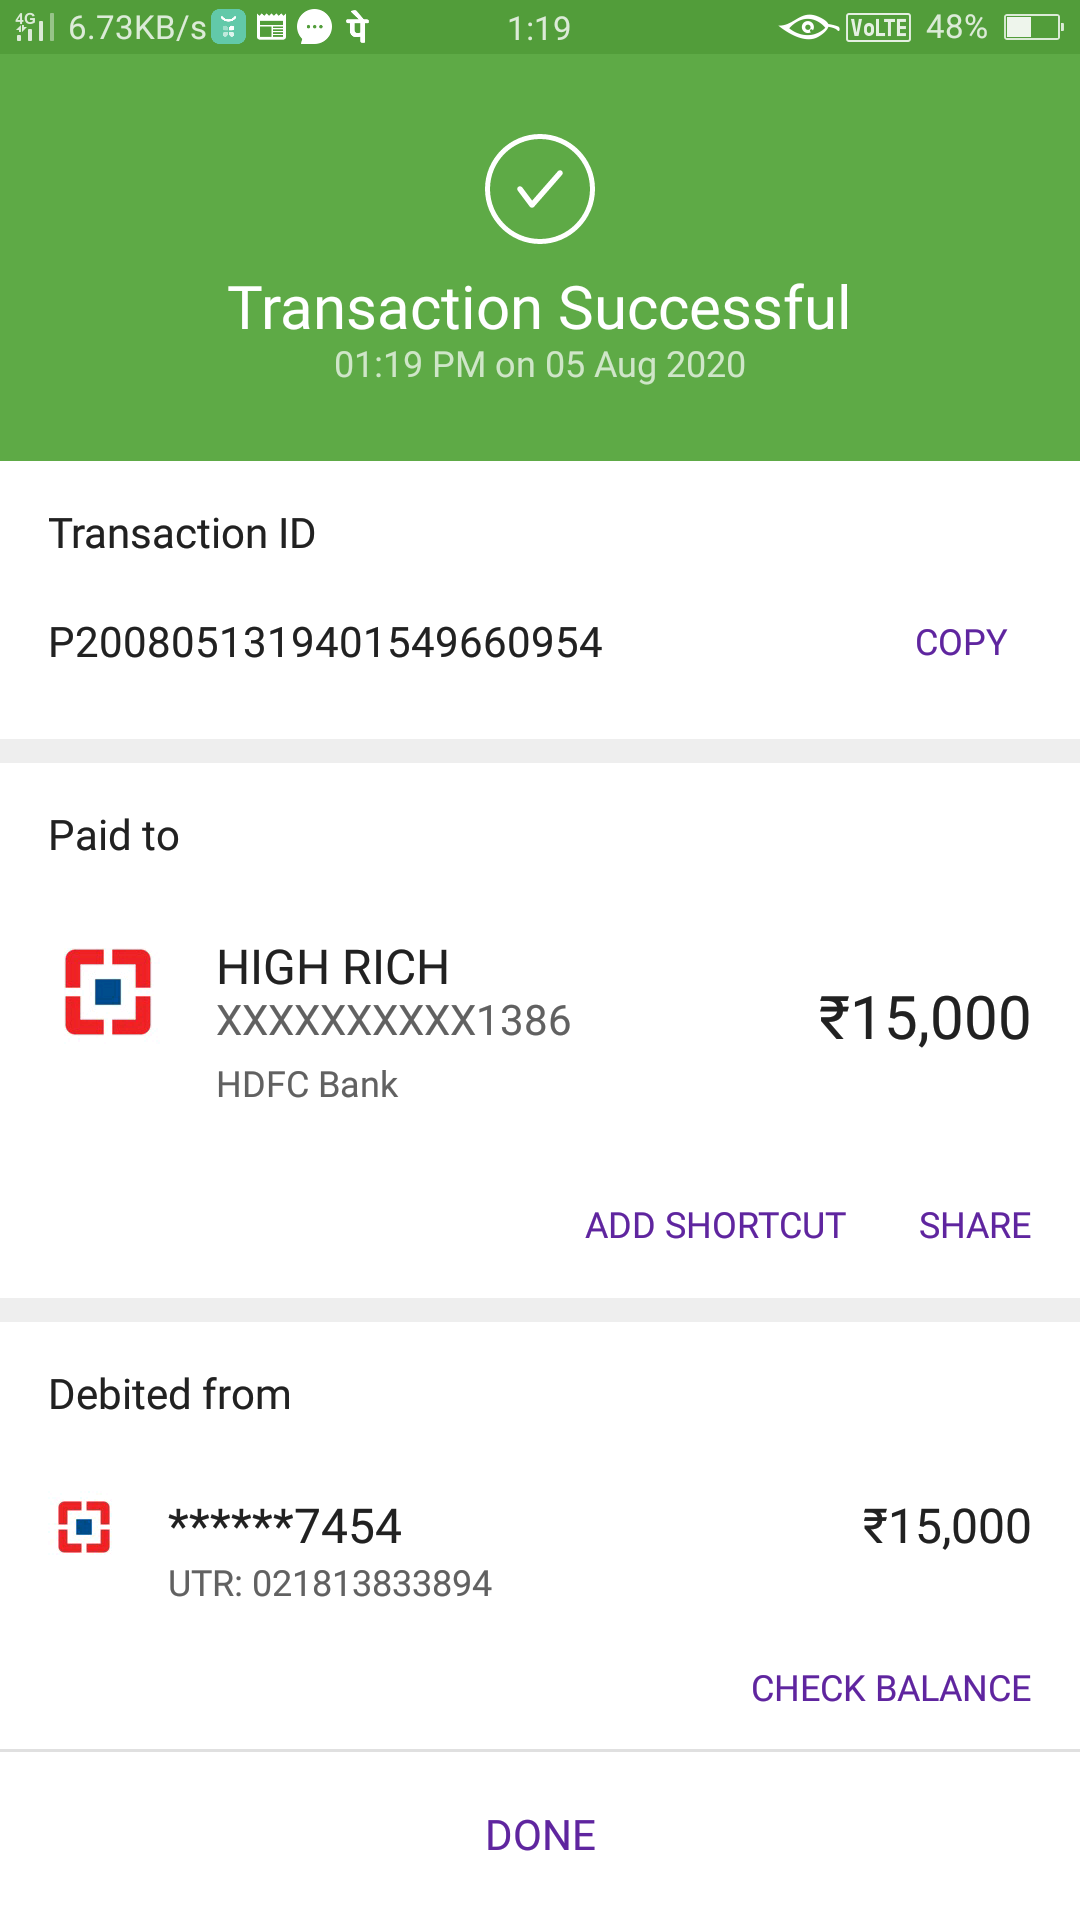 4G 6.73KB/s पे 1:19 VoLTE 48%
Transaction Successful
01:19 PM on 05 Aug 2020
Transaction ID
P2008051319401549660954 COPY
Paid to
HIGH RICH
XXXXXXXXXX1386 ₹15,000
HDFC Bank
ADD SHORTCUT SHARE
Debited from
******7454 ₹15,000
UTR: 021813833894
CHECK BALANCE
DONE